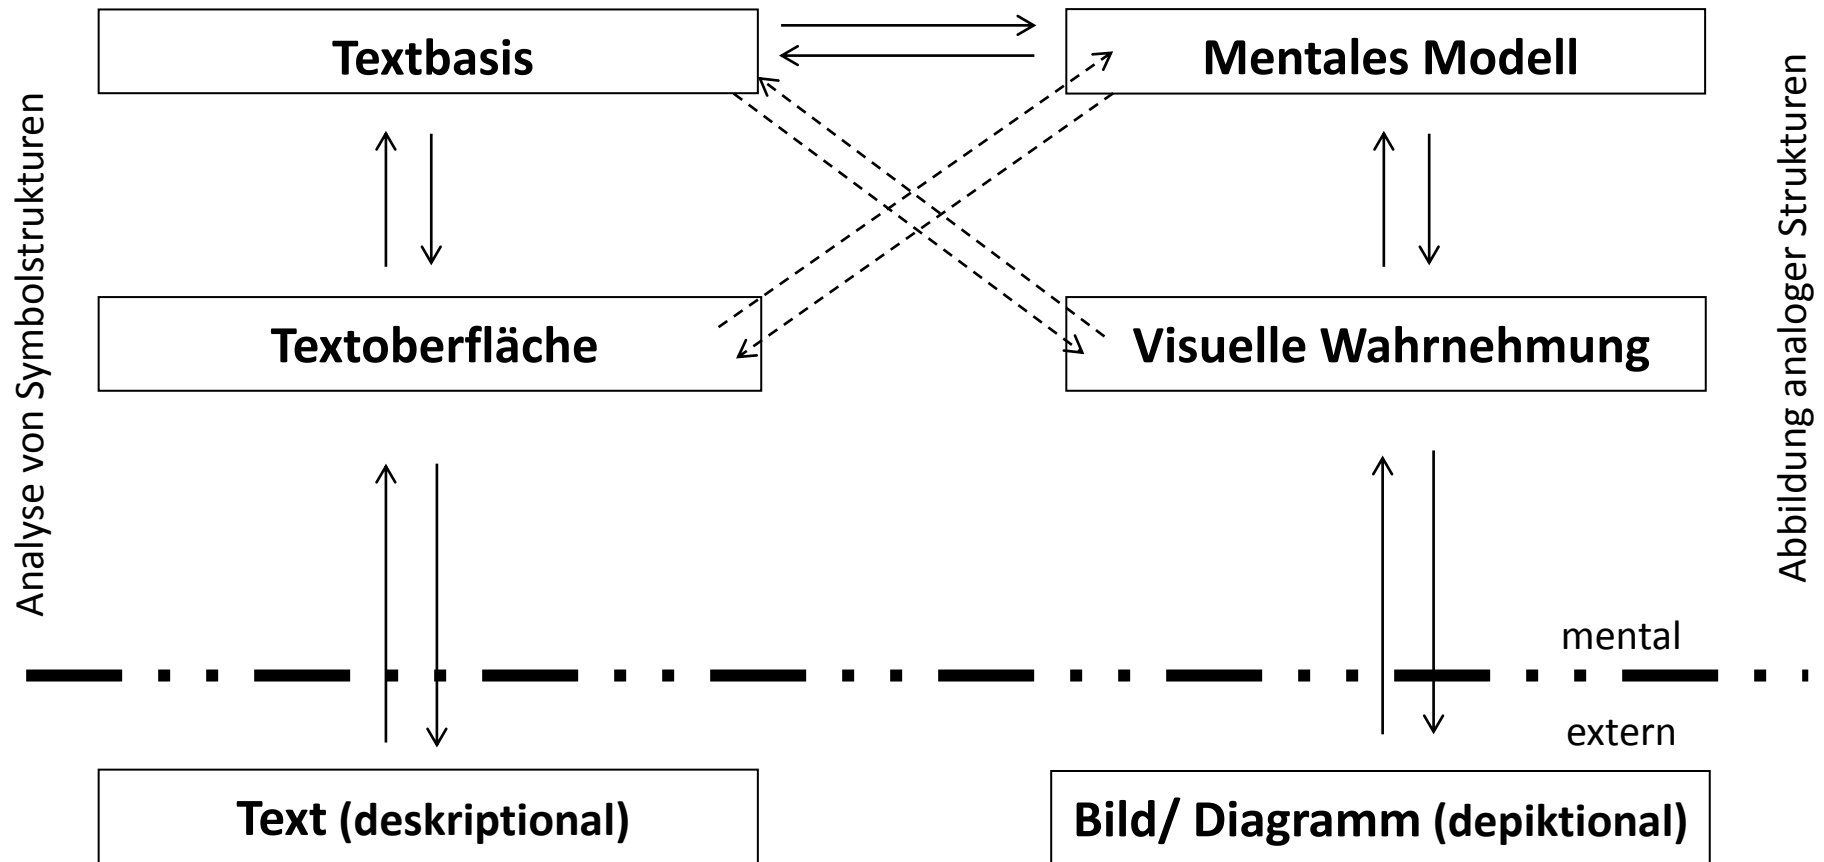 Textbasis
Mentales Modell
Analyse von Symbolstrukturen
Abbildung analoger Strukturen
Textoberfläche
Visuelle Wahrnehmung
mental
extern
Text (deskriptional)
Bild/ Diagramm (depiktional)